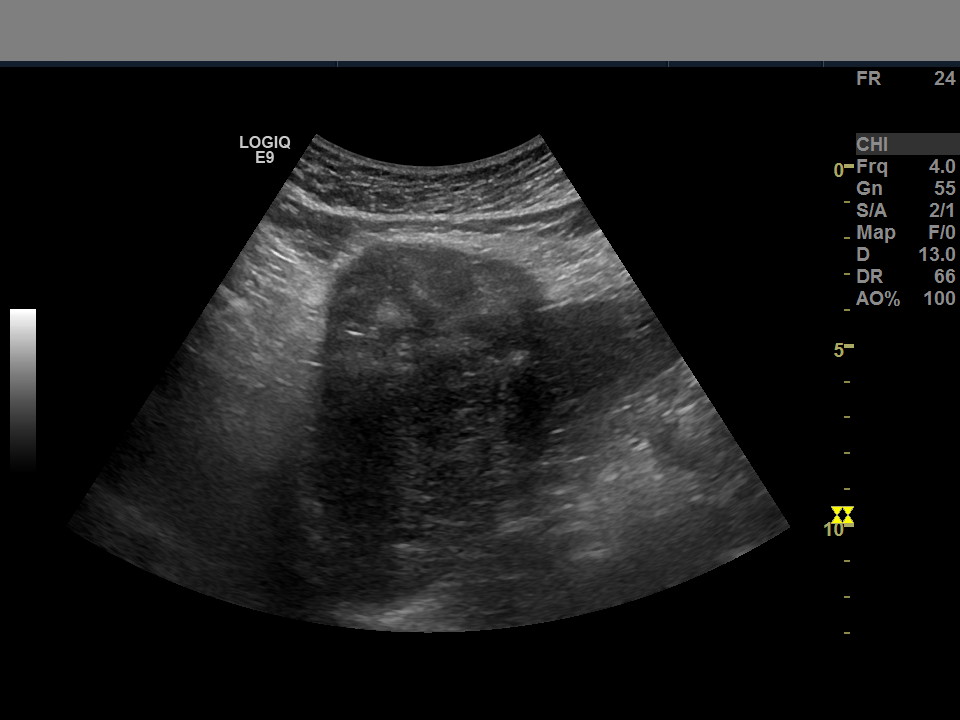 LOGIQ
E9
FR 24
CHI
Frq 4.0
Gn 55
S/A 2/1
Map F/0
D 13.0
DR 66
AO% 100
0
5
10